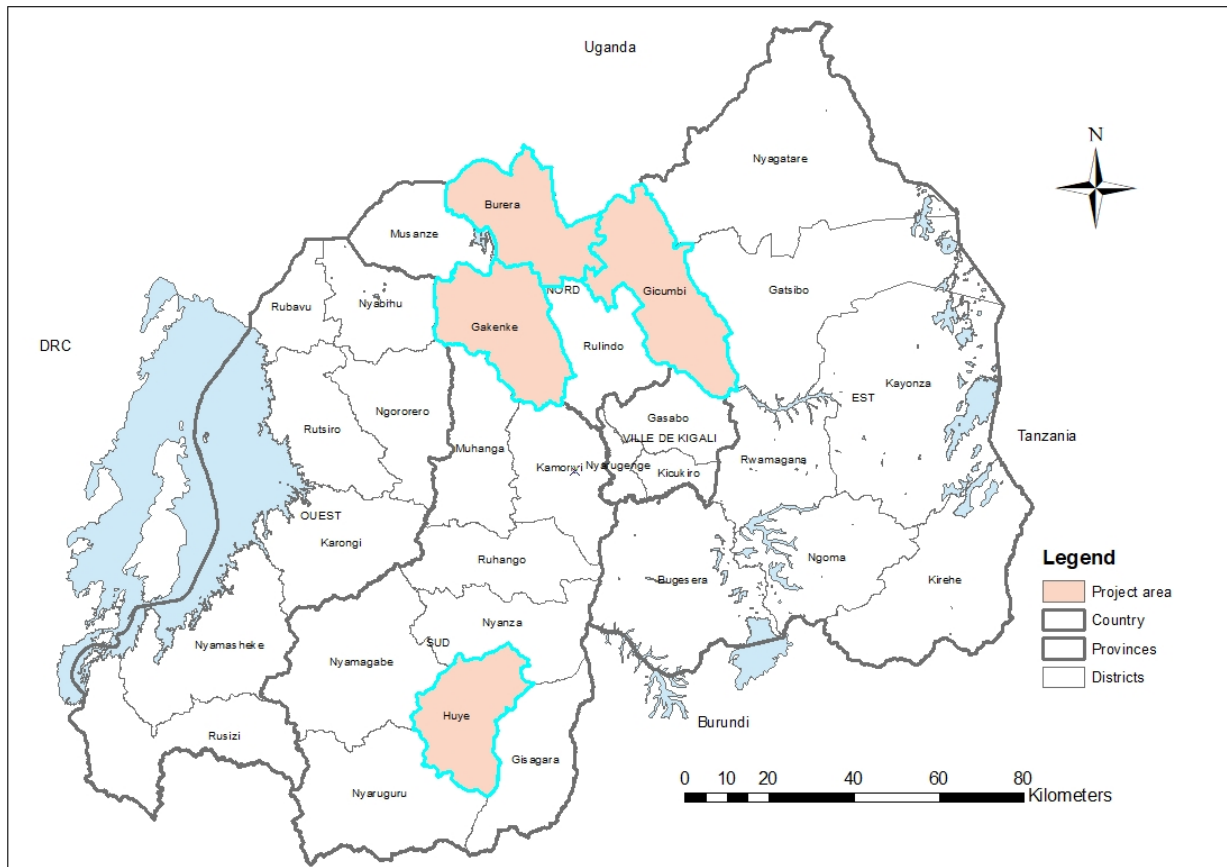 Uganda
N
Nyagatare
Burera
Musanze
Gicumbi
Gatsibo
NORD
Rubavu
Nyabihu
Gakenke
DRC
Rulindo
Kayonza
EST
Ngororero
Gasabo
Rutsiro
VILLE DE KIGALI
Tanzania
Muhanga
Kamonyi
Nyarugenge
Kicukiro
Rwamagana
OUEST
Karongi
Ruhango
Ngoma
Bugesera
Kirehe
Nyanza
Nyamasheke
SUD
Nyamagabe
Huye
Burundi
Rusizi
Gisagara
Nyaruguru
Legend
Project area
Country
Provinces
Districts
0 10 20 40 60 80
Kilometers